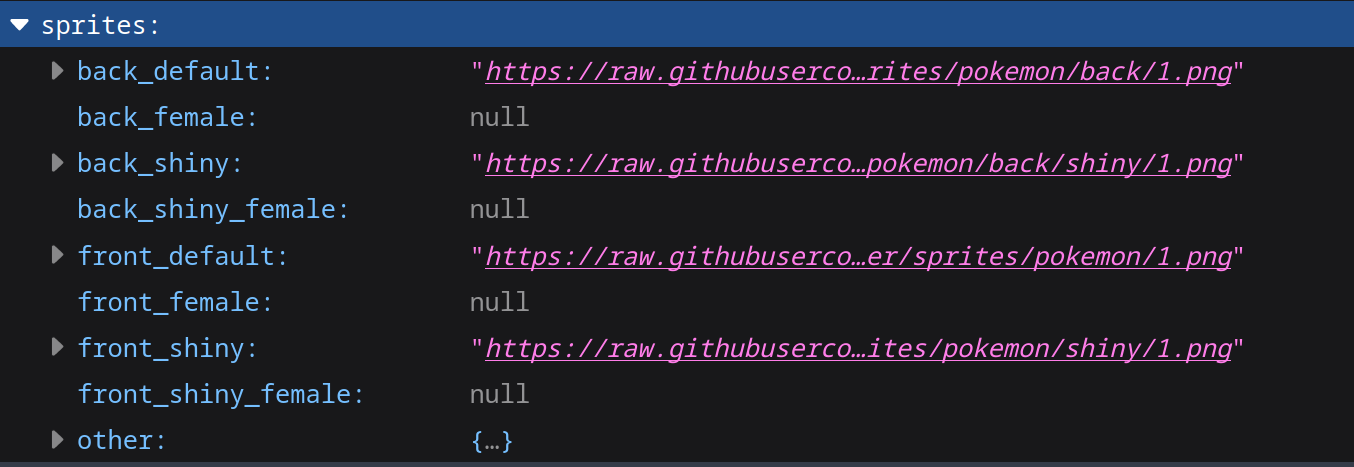 sprites:
back_default: "https://raw.githubuserco…rites/pokemon/back/1.png"
back_female: null
back_shiny: "https://raw.githubuserco…pokemon/back/shiny/1.png"
back_shiny_female: null
front_default: "https://raw.githubuserco…er/sprites/pokemon/1.png"
front_female: null
front_shiny: "https://raw.githubuserco…ites/pokemon/shiny/1.png"
front_shiny_female: null
other: {…}